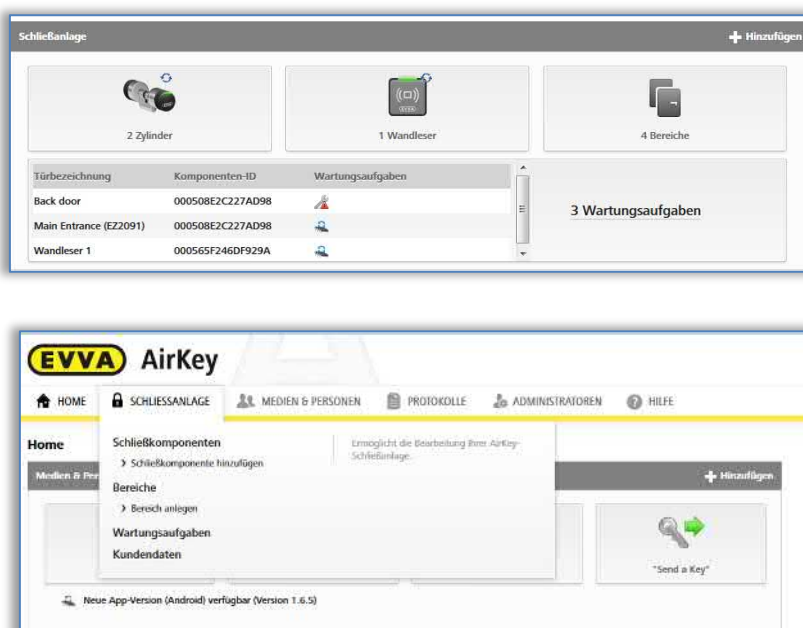 Schließanlage
Hinzufügen
2 Zylinder
1 Wandleser
4 Bereiche
Türbezeichnung Komponenten-ID Wartungsaufgaben
Back door 000508E2C227AD98
Main Entrance (EZ2091) 000508E2C227AD98
Wandleser 1 000565F246DF929A
3 Wartungsaufgaben
EVVA AirKey
HOME SCHLIESSANLAGE MEDIEN & PERSONEN PROTOKOLLE ADMINISTRATOREN HILFE
Home
Schließkomponenten
Schließkomponente hinzufügen
Bereiche
Bereich anlegen
Wartungsaufgaben
Kundendaten
Ermöglicht die Bearbeitung Ihrer AirKey-
Schließanlage.
Medien & Per
Hinzufügen
"Send a Key"
Neue App-Version (Android) verfügbar (Version 1.6.5)